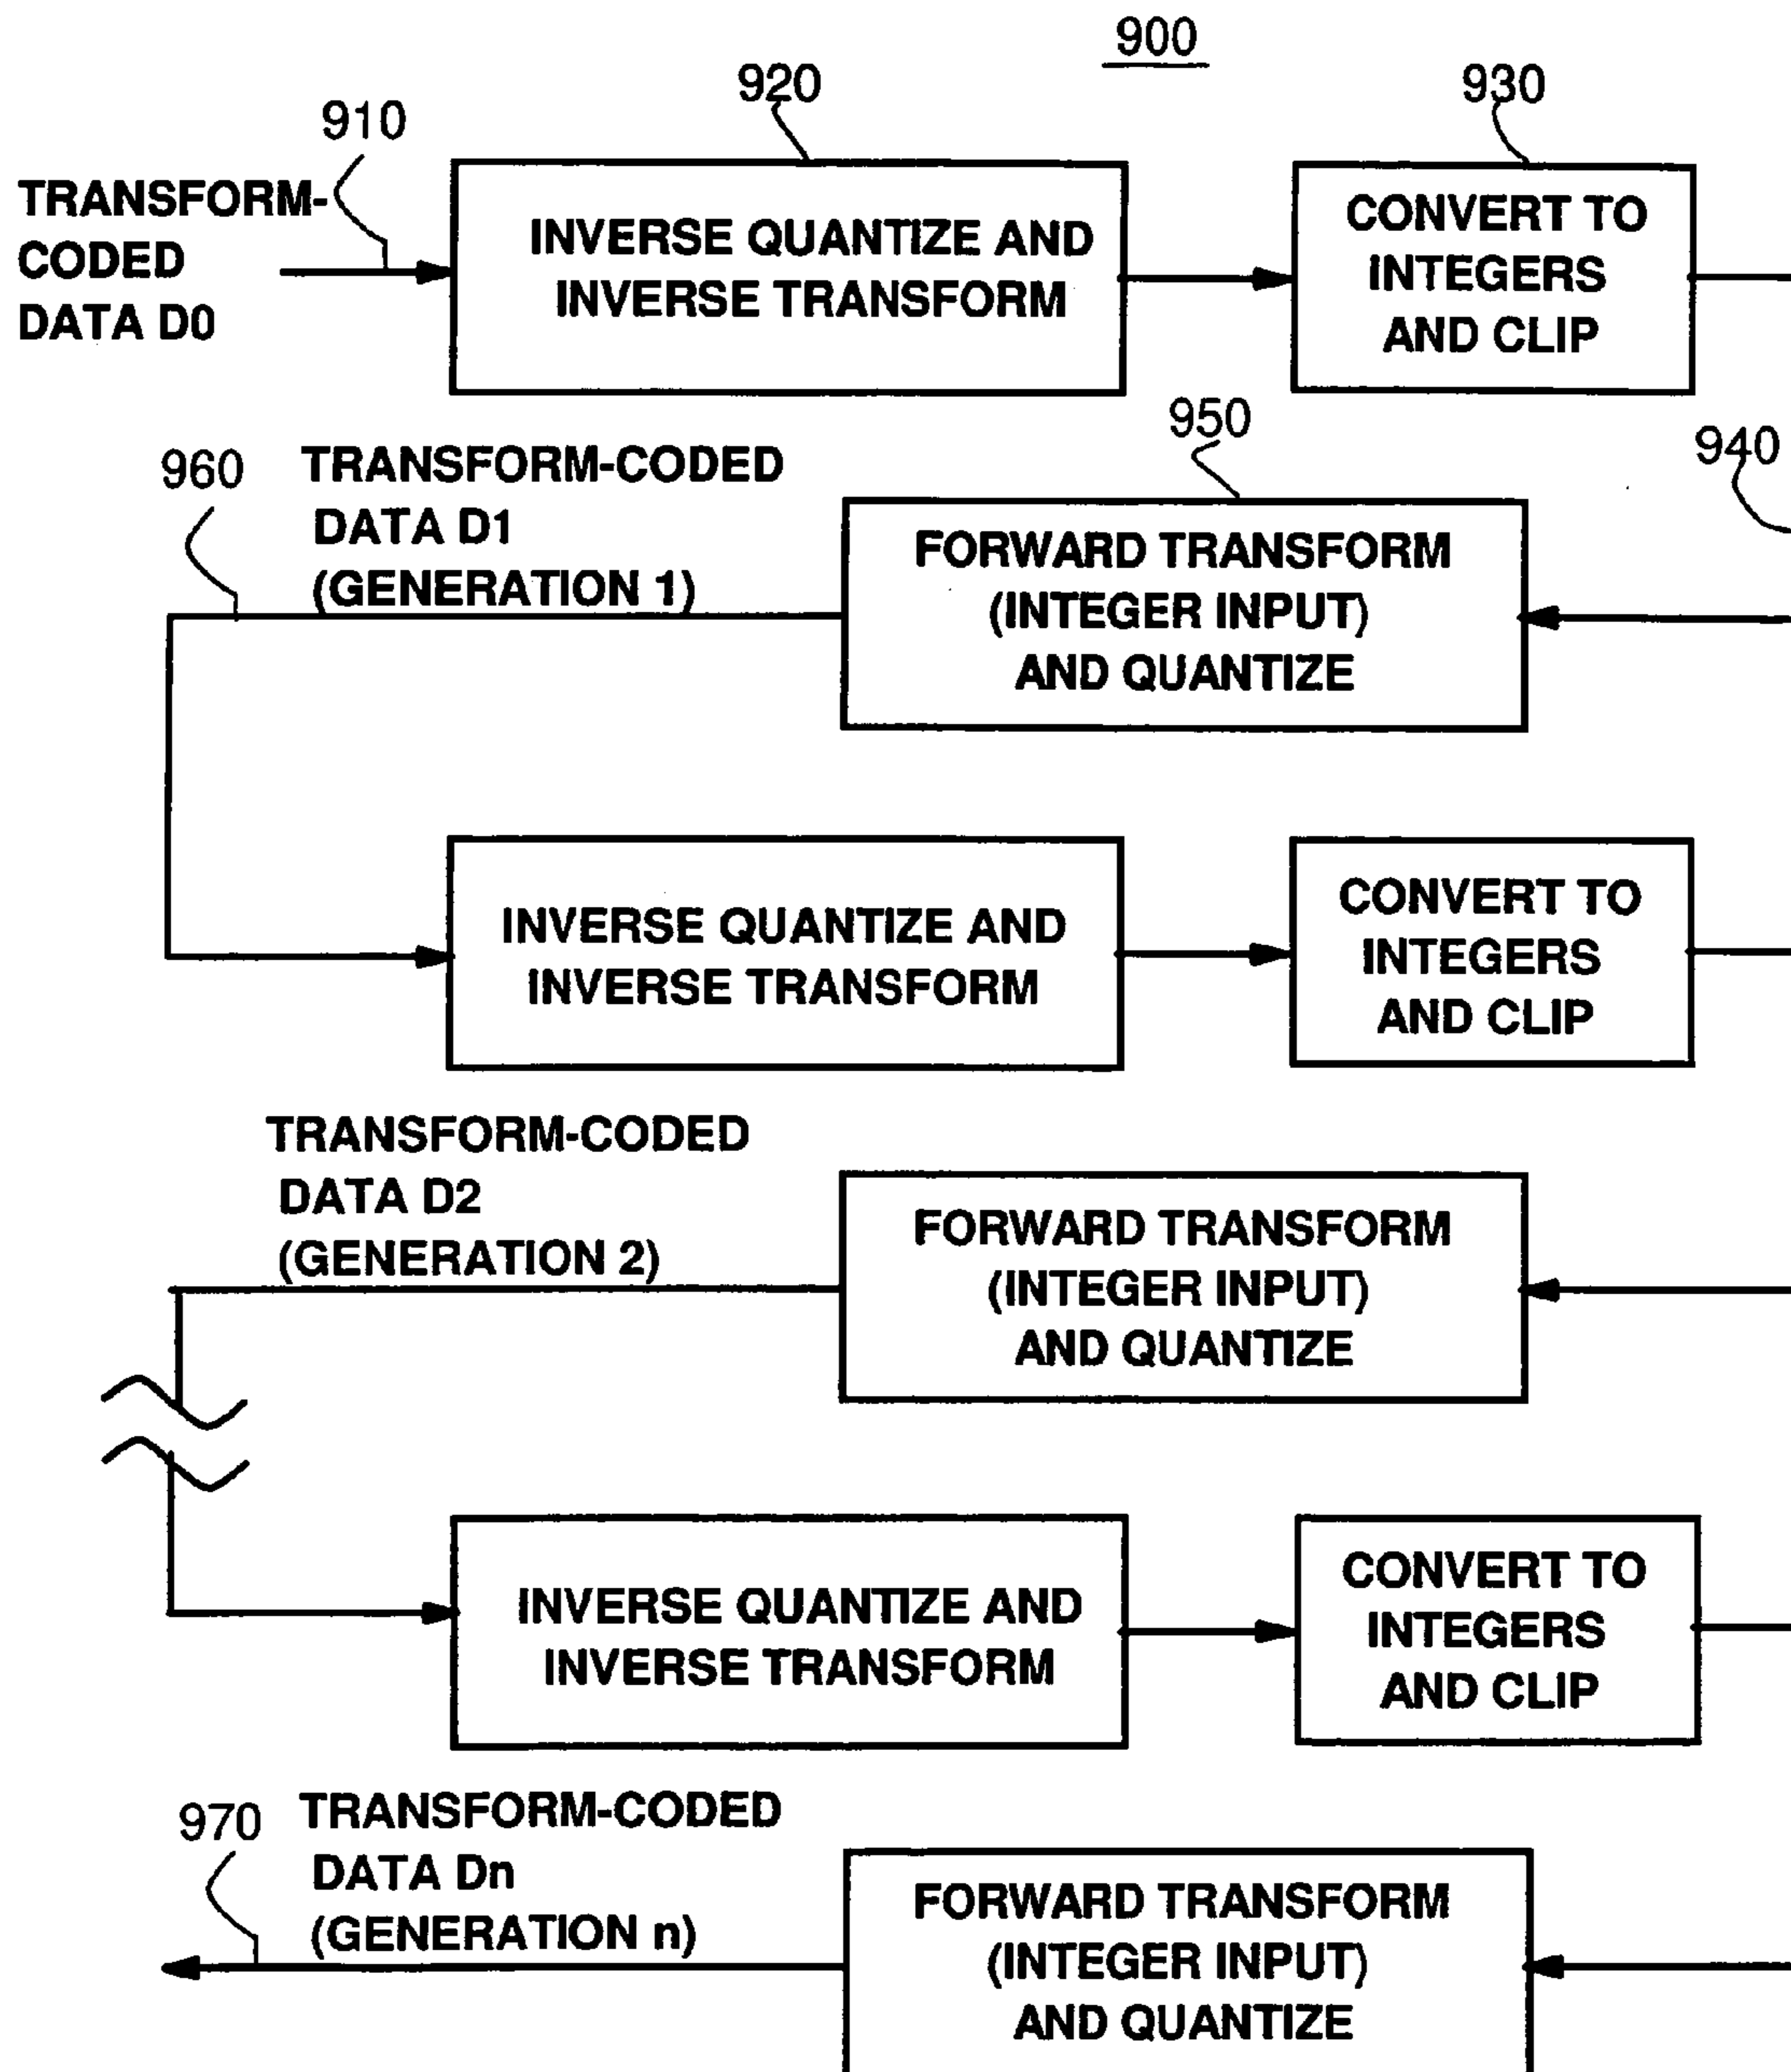 900
920
930
910
TRANSFORM-
CODED
DATA D0
INVERSE QUANTIZE AND
INVERSE TRANSFORM
CONVERT TO
INTEGERS
AND CLIP
950
940
960
TRANSFORM-CODED
DATA D1
(GENERATION 1)
FORWARD TRANSFORM
(INTEGER INPUT)
AND QUANTIZE
INVERSE QUANTIZE AND
INVERSE TRANSFORM
CONVERT TO
INTEGERS
AND CLIP
TRANSFORM-CODED
DATA D2
(GENERATION 2)
FORWARD TRANSFORM
(INTEGER INPUT)
AND QUANTIZE
INVERSE QUANTIZE AND
INVERSE TRANSFORM
CONVERT TO
INTEGERS
AND CLIP
970
TRANSFORM-CODED
DATA Dn
(GENERATION n)
FORWARD TRANSFORM
(INTEGER INPUT)
AND QUANTIZE